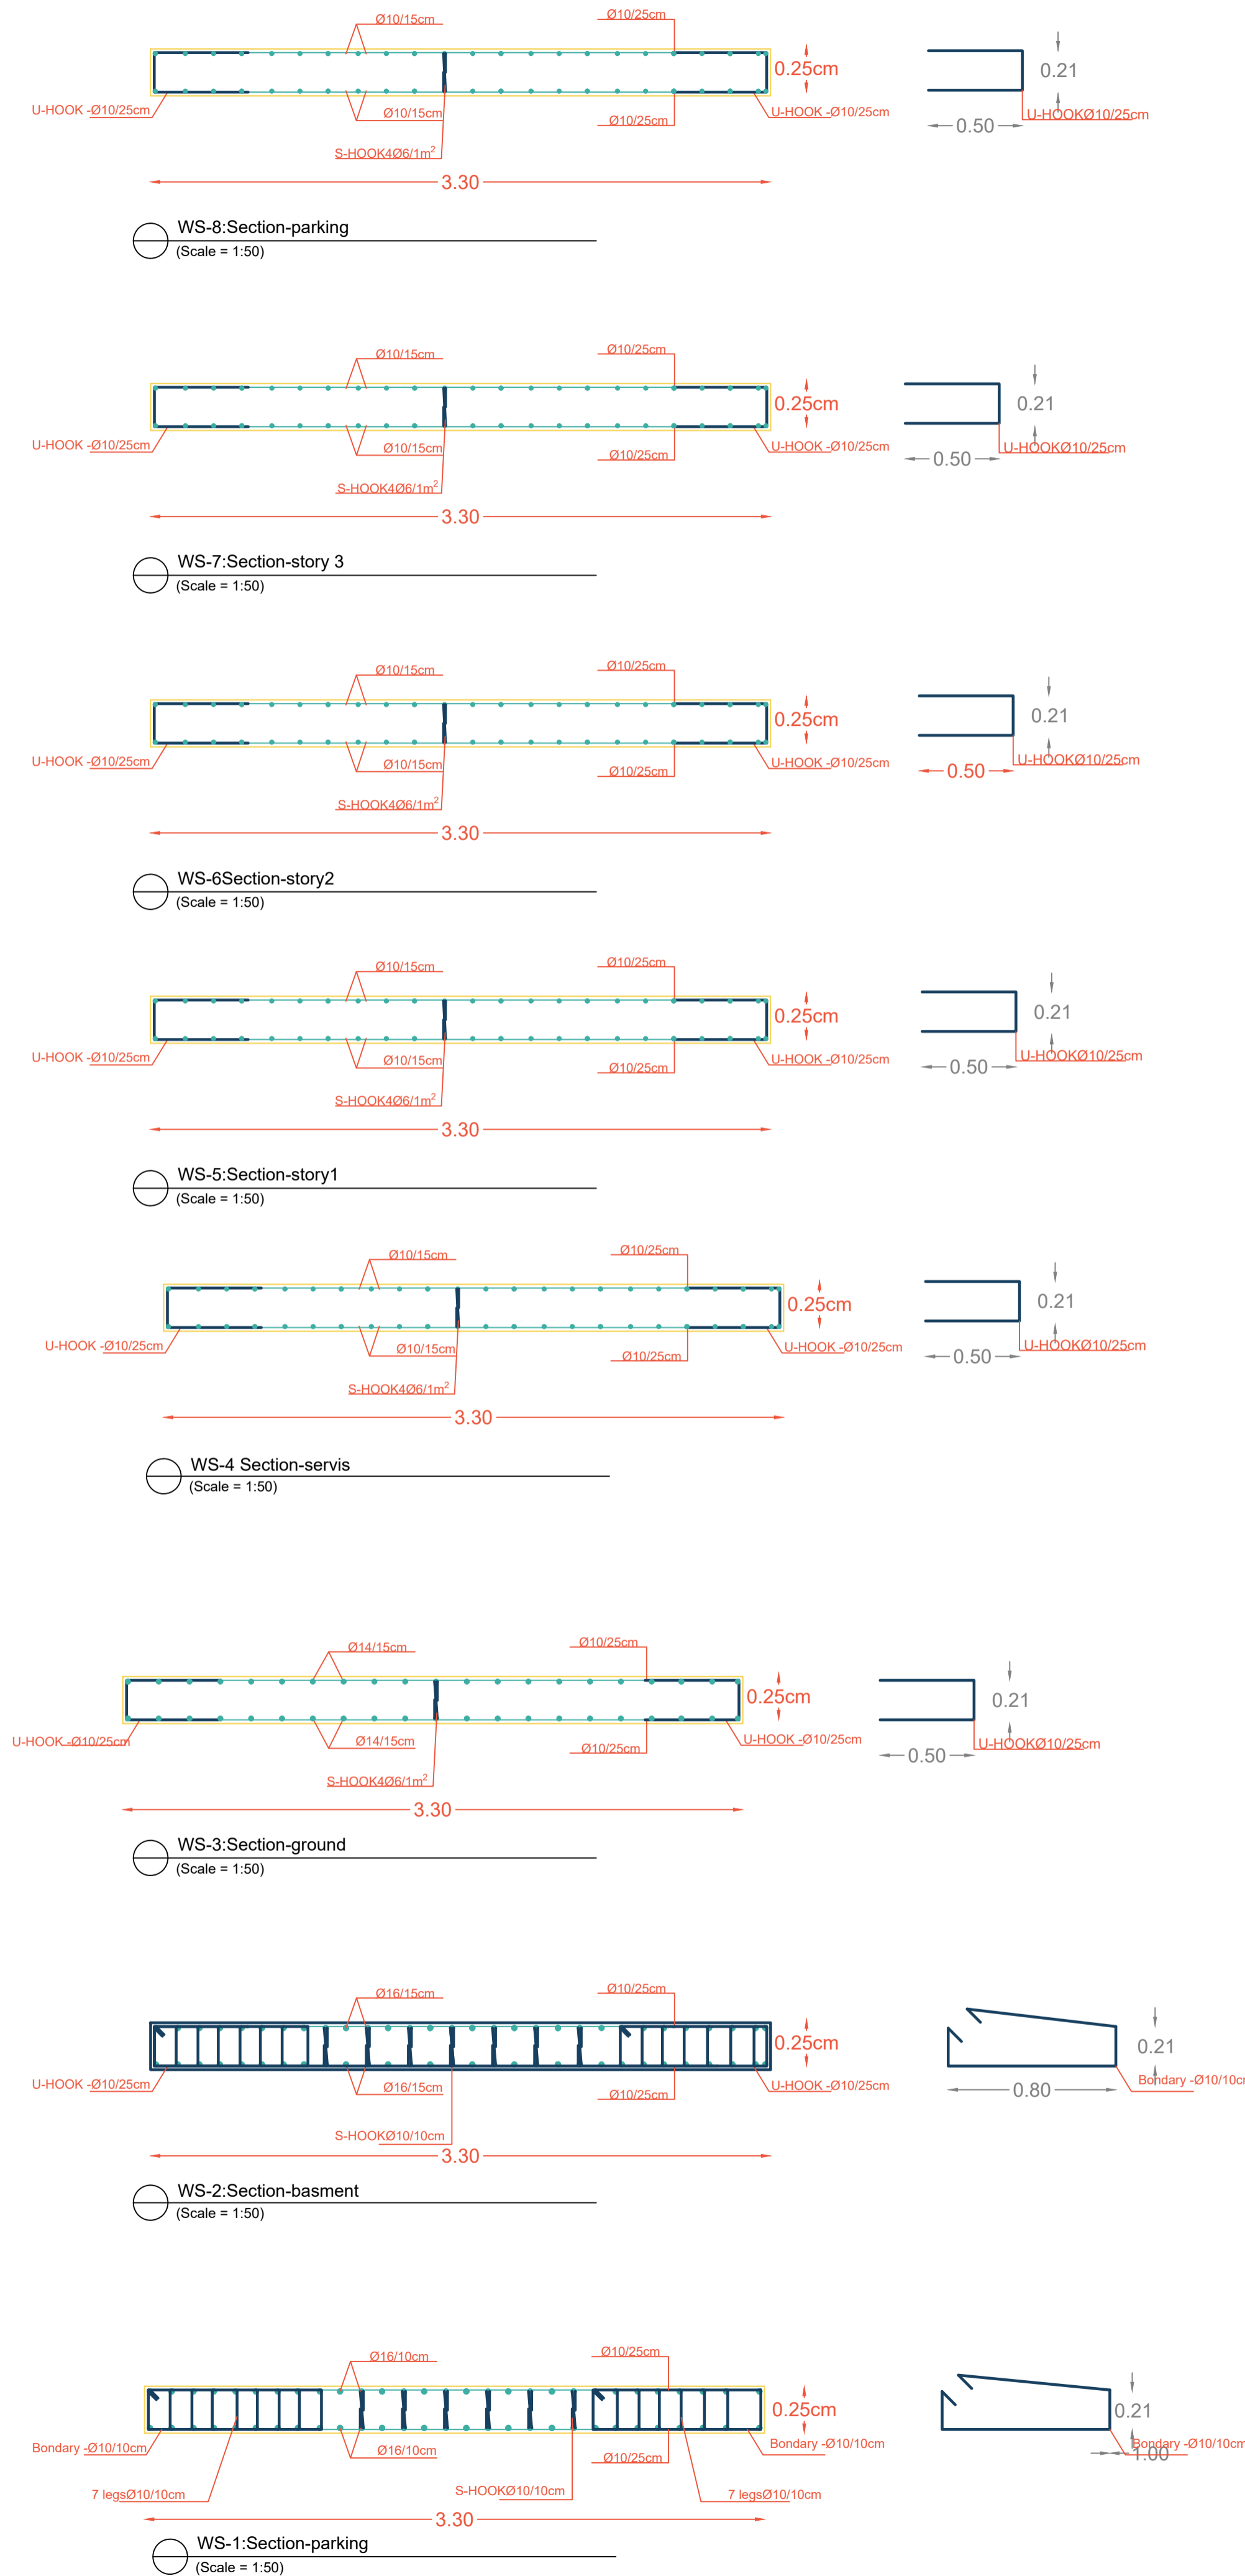 Ø10/15cm
Ø10/25cm
0.25cm
0.21
U-HOOK -Ø10/25cm
Ø10/15cm
Ø10/25cm
U-HOOK -Ø10/25cm
0.50
U-HOOKØ10/25cm
S-HOOK4Ø6/1m²
3.30
WS-8:Section-parking
(Scale = 1:50)
Ø10/15cm
Ø10/25cm
0.25cm
0.21
U-HOOK -Ø10/25cm
Ø10/15cm
Ø10/25cm
U-HOOK -Ø10/25cm
0.50
U-HOOKØ10/25cm
S-HOOK4Ø6/1m²
3.30
WS-7:Section-story 3
(Scale = 1:50)
Ø10/15cm
Ø10/25cm
0.25cm
0.21
U-HOOK -Ø10/25cm
Ø10/15cm
Ø10/25cm
U-HOOK -Ø10/25cm
0.50
U-HOOKØ10/25cm
S-HOOK4Ø6/1m²
3.30
WS-6Section-story2
(Scale = 1:50)
Ø10/15cm
Ø10/25cm
0.25cm
0.21
U-HOOK -Ø10/25cm
Ø10/15cm
Ø10/25cm
U-HOOK -Ø10/25cm
0.50
U-HOOKØ10/25cm
S-HOOK4Ø6/1m²
3.30
WS-5:Section-story1
(Scale = 1:50)
Ø10/15cm
Ø10/25cm
0.25cm
0.21
U-HOOK -Ø10/25cm
Ø10/15cm
Ø10/25cm
U-HOOK -Ø10/25cm
0.50
U-HOOKØ10/25cm
S-HOOK4Ø6/1m²
3.30
WS-4 Section-servis
(Scale = 1:50)
Ø14/15cm
Ø10/25cm
0.25cm
0.21
U-HOOK -Ø10/25cm
Ø14/15cm
Ø10/25cm
U-HOOK -Ø10/25cm
0.50
U-HOOKØ10/25cm
S-HOOK4Ø6/1m²
3.30
WS-3:Section-ground
(Scale = 1:50)
Ø16/15cm
Ø10/25cm
0.25cm
0.21
U-HOOK -Ø10/25cm
Ø16/15cm
Ø10/25cm
U-HOOK -Ø10/25cm
0.80
Bondary -Ø10/10cm
S-HOOKØ10/10cm
3.30
WS-2:Section-basment
(Scale = 1:50)
Ø16/10cm
Ø10/25cm
0.25cm
0.21
Bondary -Ø10/10cm
Ø16/10cm
Ø10/25cm
Bondary -Ø10/10cm
Bondary -Ø10/10cm
1.00
7 legsØ10/10cm
S-HOOKØ10/10cm
7 legsØ10/10cm
3.30
WS-1:Section-parking
(Scale = 1:50)